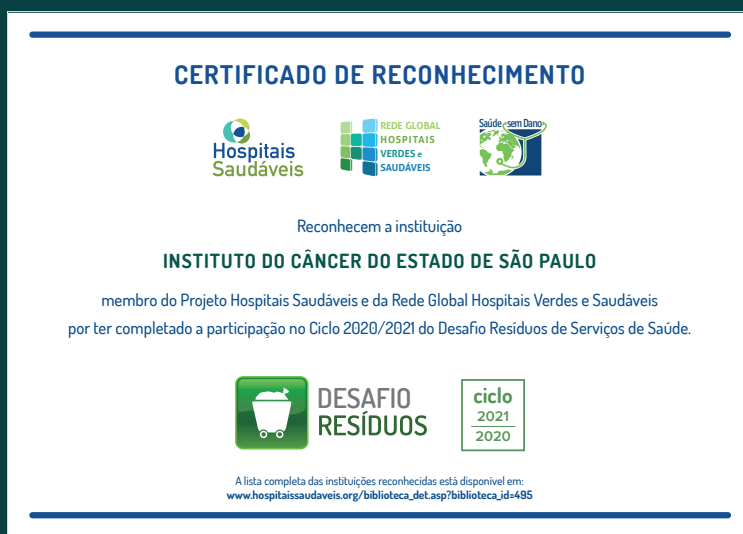 CERTIFICADO DE RECONHECIMENTO
Hospitais
Saudáveis
REDE GLOBAL
HOSPITAIS
VERDES e
SAUDÁVEIS
Saúde sem Dano
Reconhecem a instituição
INSTITUTO DO CÂNCER DO ESTADO DE SÃO PAULO
membro do Projeto Hospitais Saudáveis e da Rede Global Hospitais Verdes e Saudáveis
por ter completado a participação no Ciclo 2020/2021 do Desafio Resíduos de Serviços de Saúde.
DESAFIO
RESÍDUOS
ciclo
2021
2020
A lista completa das instituições reconhecidas está disponível em:
www.hospitaissaudaveis.org/biblioteca_det.asp?biblioteca_id=495